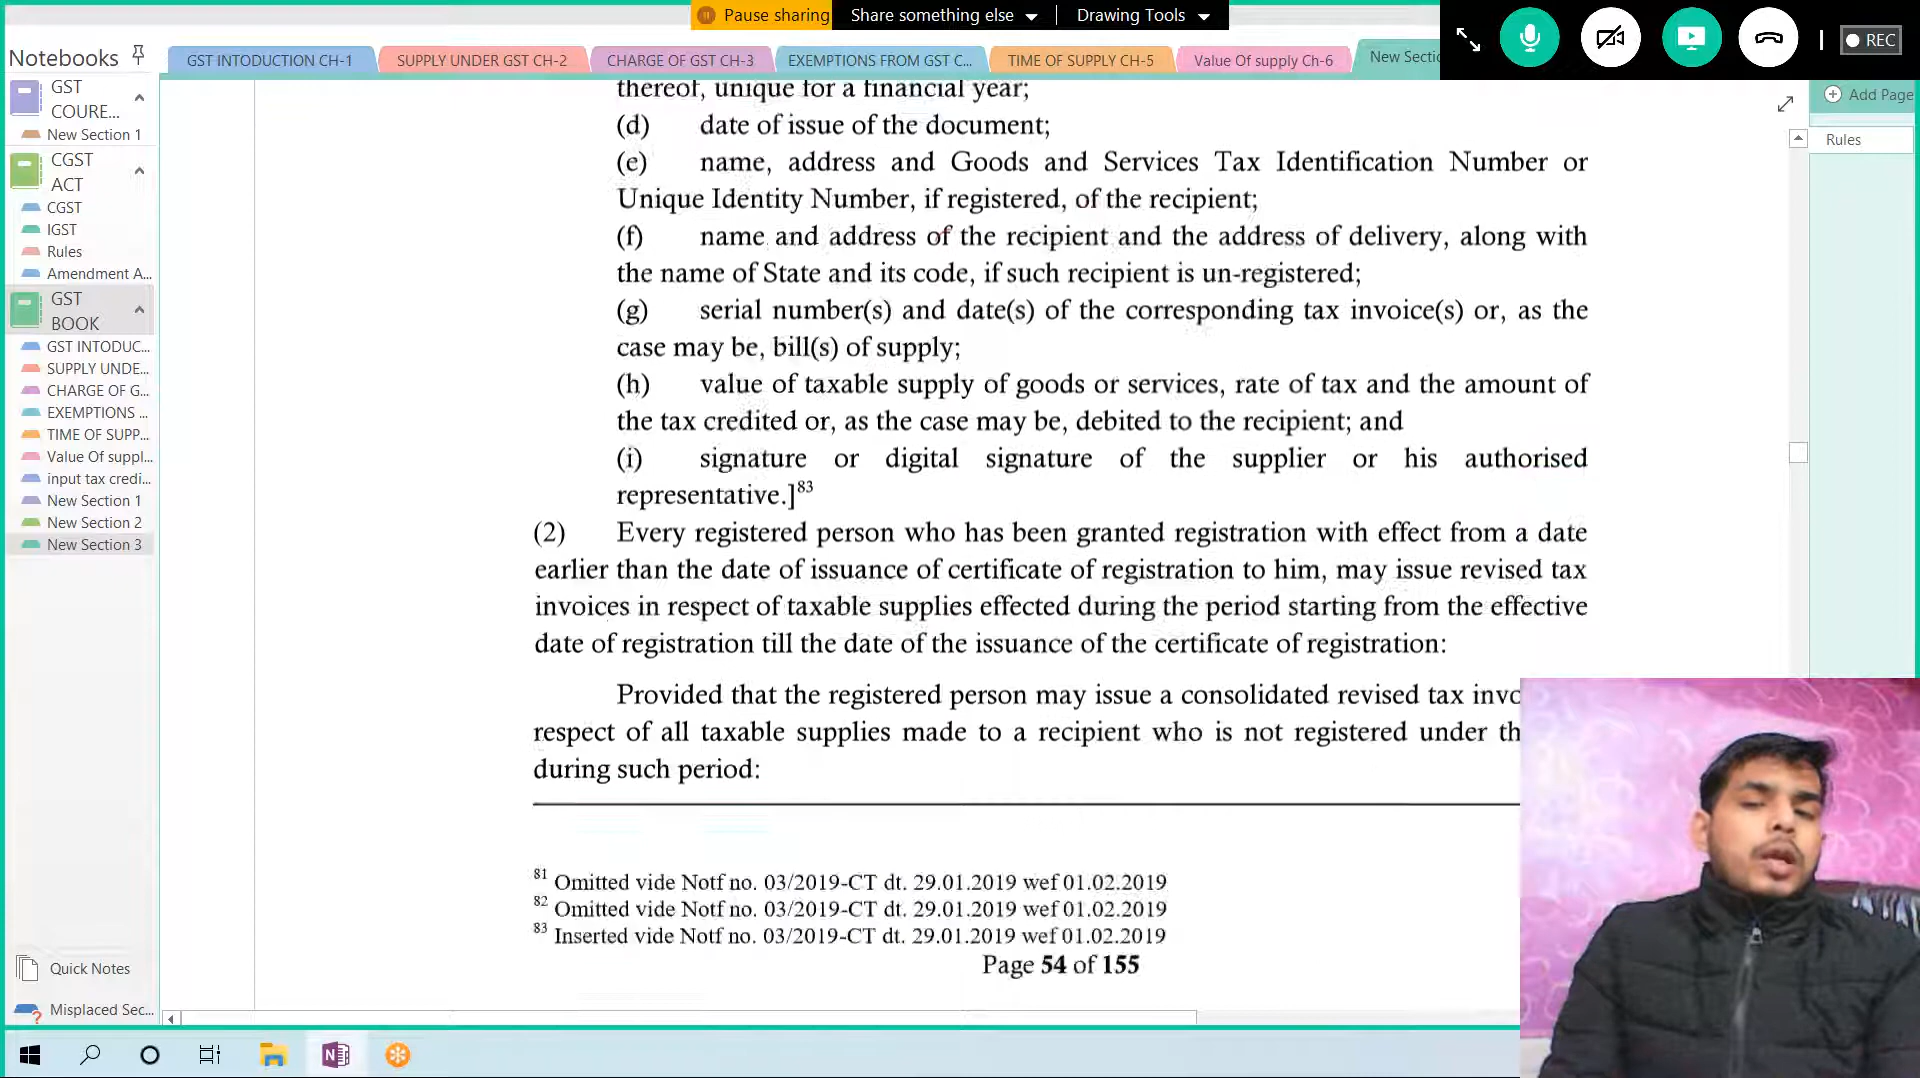 Pause sharing
Share something else
Drawing Tools
REC
Notebooks
GST INTODUCTION CH-1
SUPPLY UNDER GST CH-2
CHARGE OF GST CH-3
EXEMPTIONS FROM GST C...
TIME OF SUPPLY CH-5
Value Of supply Ch-6
New Sectio
Add Page
Rules
GST
COURE...
New Section 1
CGST
ACT
CGST
IGST
Rules
Amendment A...
GST
BOOK
GST INTODUC...
SUPPLY UNDE...
CHARGE OF G...
EXEMPTIONS ...
TIME OF SUPP...
Value Of suppl...
input tax credi...
New Section 1
New Section 2
New Section 3
Quick Notes
Misplaced Sec...
thereof, unique for a financial year;
(d) date of issue of the document;
(e) name, address and Goods and Services Tax Identification Number or
Unique Identity Number, if registered, of the recipient;
(f) name and address of the recipient and the address of delivery, along with
the name of State and its code, if such recipient is un-registered;
(g) serial number(s) and date(s) of the corresponding tax invoice(s) or, as the
case may be, bill(s) of supply;
(h) value of taxable supply of goods or services, rate of tax and the amount of
the tax credited or, as the case may be, debited to the recipient; and
(i) signature or digital signature of the supplier or his authorised
representative.]83
(2) Every registered person who has been granted registration with effect from a date
earlier than the date of issuance of certificate of registration to him, may issue revised tax
invoices in respect of taxable supplies effected during the period starting from the effective
date of registration till the date of the issuance of the certificate of registration:
Provided that the registered person may issue a consolidated revised tax invo
respect of all taxable supplies made to a recipient who is not registered under th
during such period:
81 Omitted vide Notf no. 03/2019-CT dt. 29.01.2019 wef 01.02.2019
82 Omitted vide Notf no. 03/2019-CT dt. 29.01.2019 wef 01.02.2019
83 Inserted vide Notf no. 03/2019-CT dt. 29.01.2019 wef 01.02.2019
Page 54 of 155